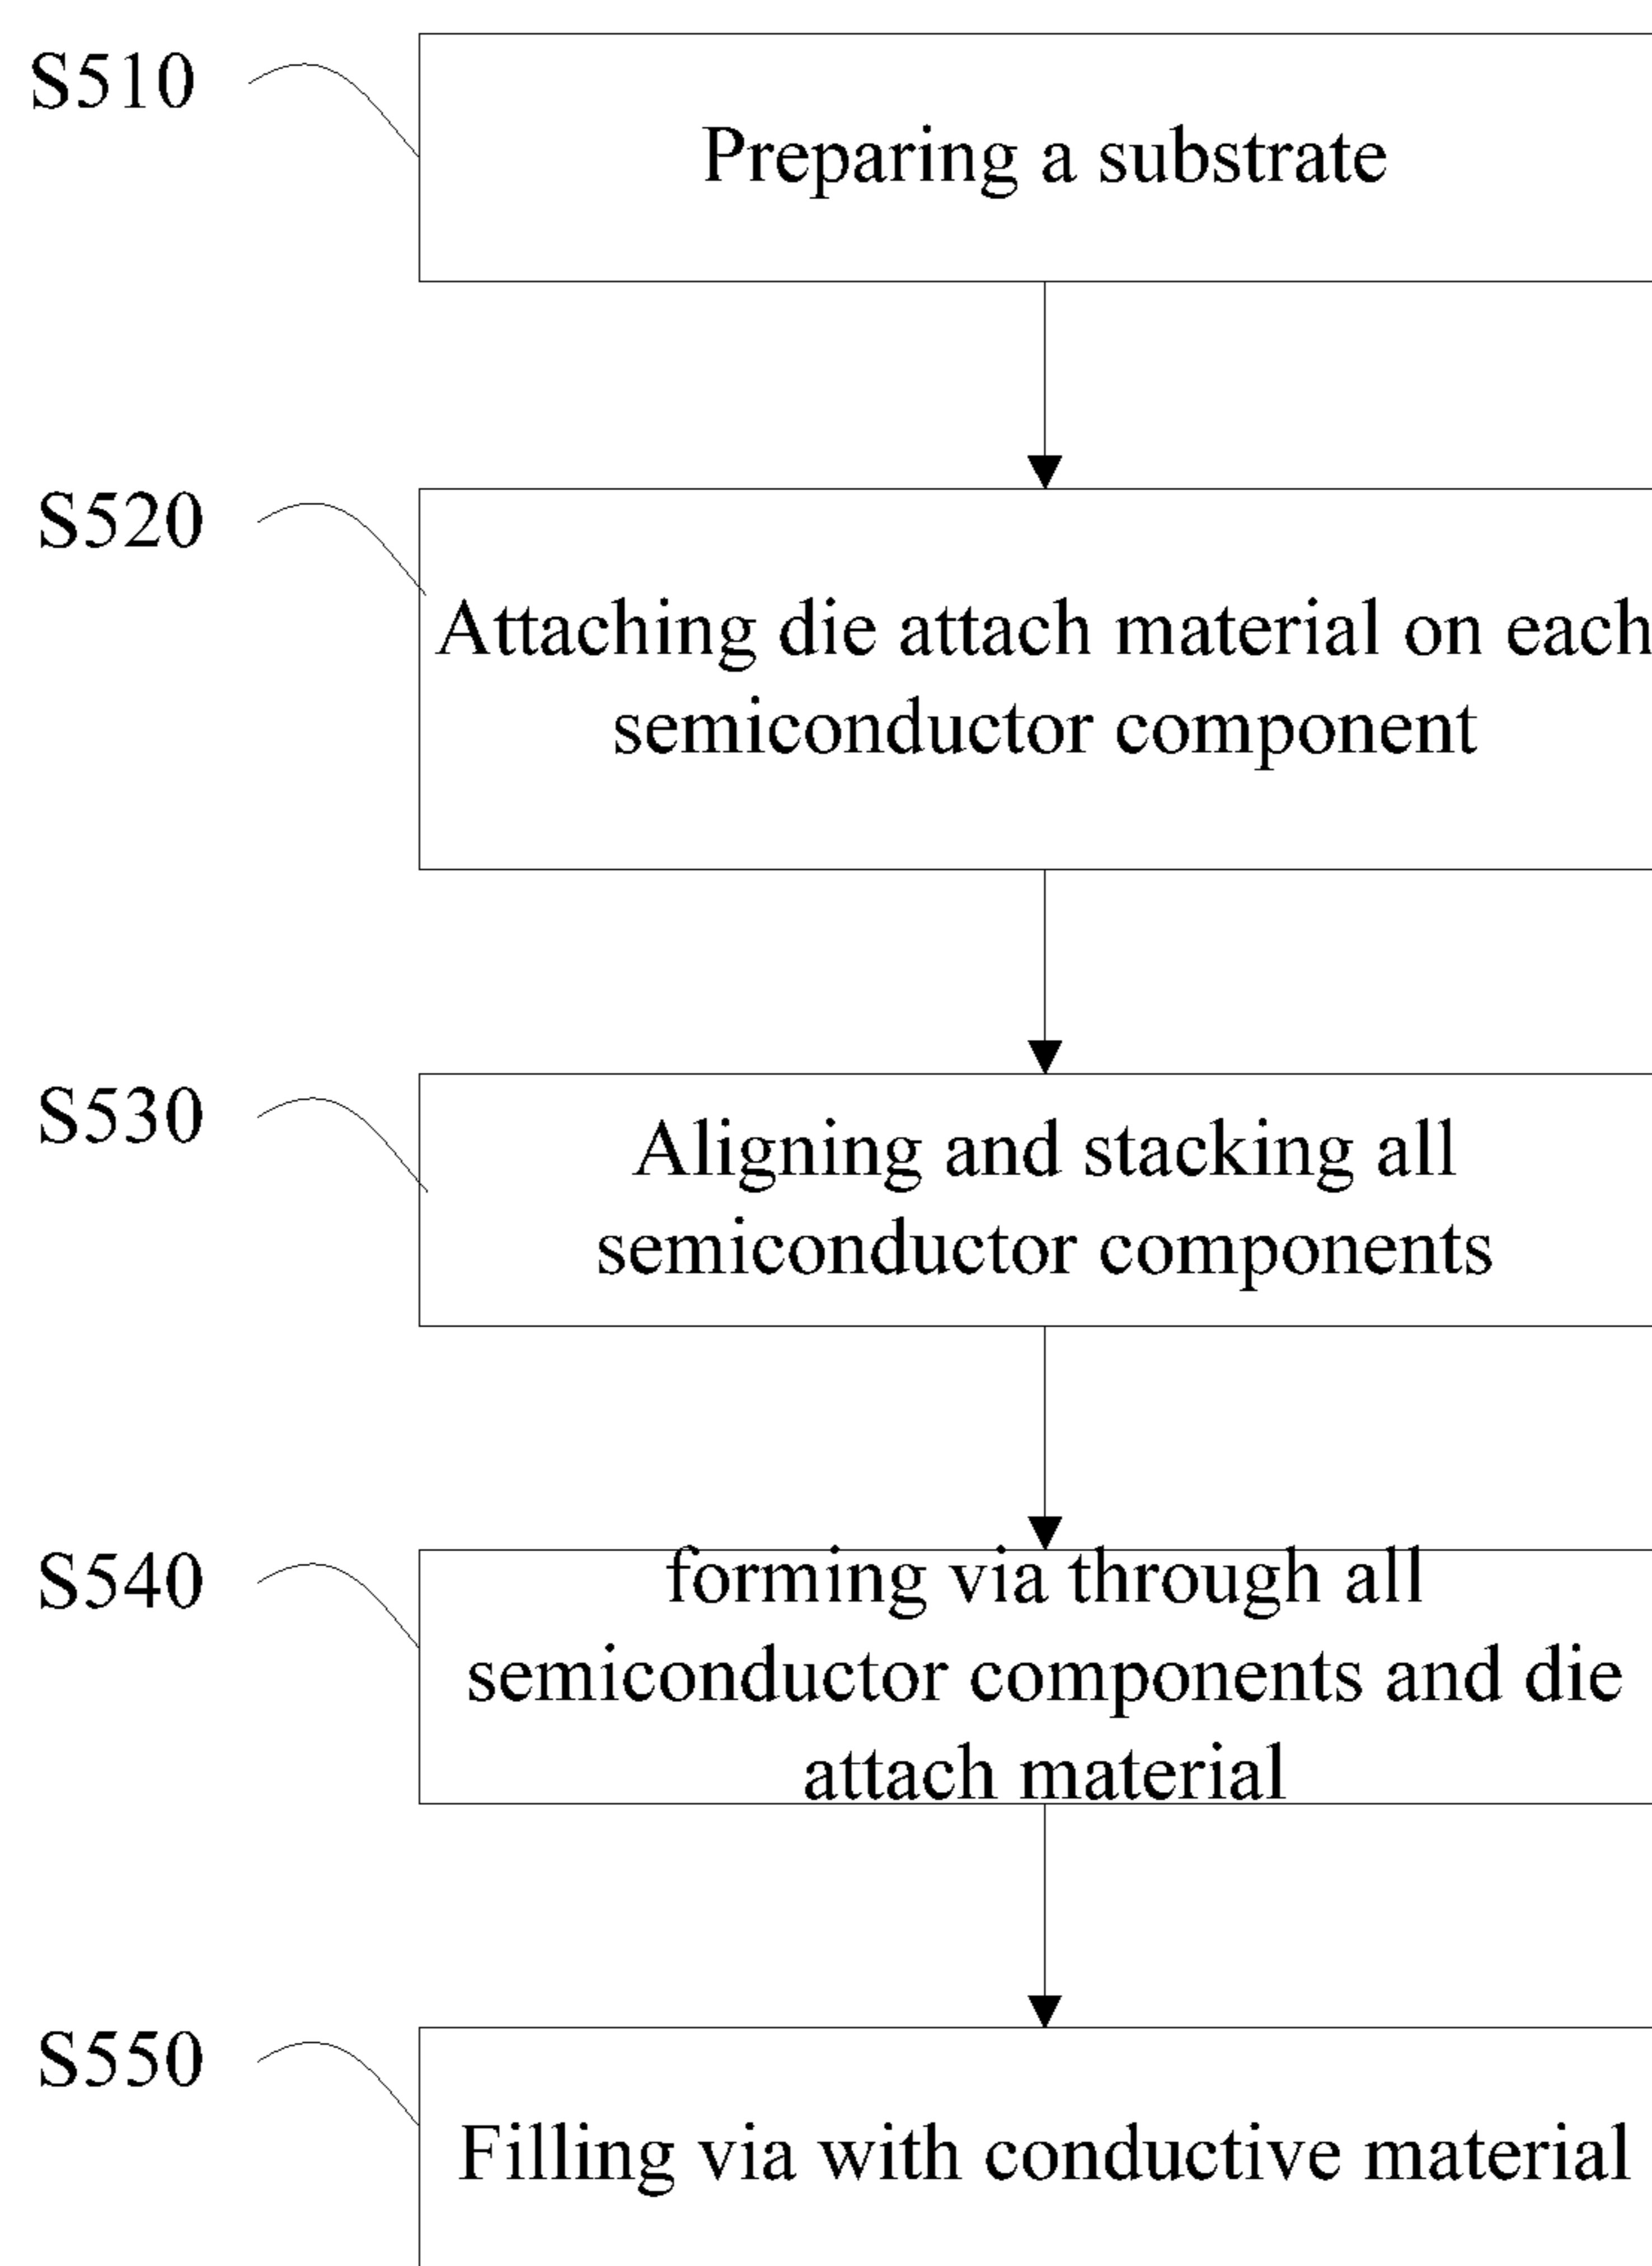 S510
Preparing a substrate
S520
Attaching die attach material on each
semiconductor component
S530
Aligning and stacking all
semiconductor components
S540
forming via through all
semiconductor components and die
attach material
S550
Filling via with conductive material